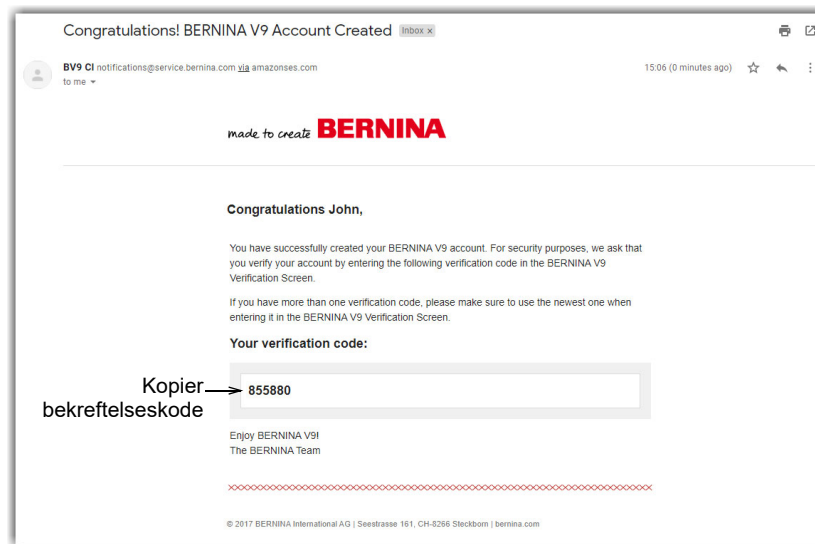 Congratulations! BERNINA V9 Account Created Inbox x
BV9 CI notifications@service.bernina.com via amazonses.com 15:06 (0 minutes ago)
to me
made to create BERNINA
Congratulations John,
You have successfully created your BERNINA V9 account. For security purposes, we ask that
you verify your account by entering the following verification code in the BERNINA V9
Verification Screen.
If you have more than one verification code, please make sure to use the newest one when
entering it in the BERNINA V9 Verification Screen.
Your verification code:
Kopier
bekreftelseskode
855880
Enjoy BERNINA V9!
The BERNINA Team
© 2017 BERNINA International AG | Seestrasse 161, CH-8266 Steckborn | bernina.com